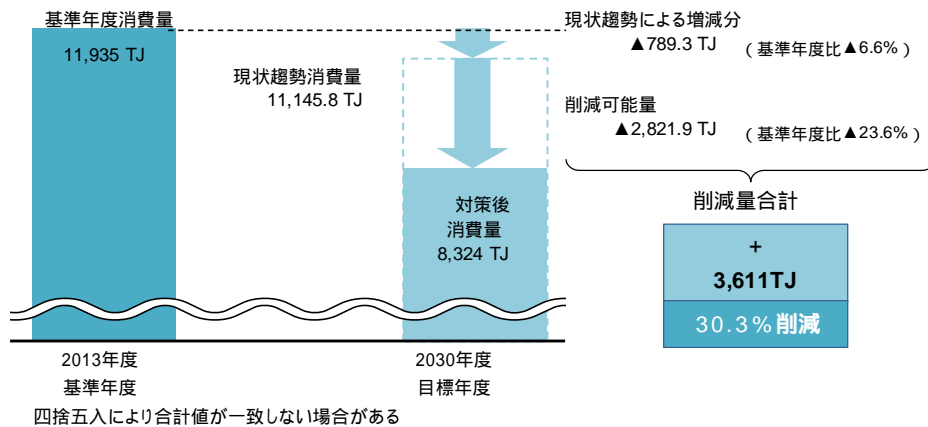 基準年度消費量
11,935 TJ
現状趨勢消費量
11,145.8 TJ
現状趨勢による増減分
▲789.3 TJ （基準年度比▲6.6%）
削減可能量
▲2,821.9 TJ （基準年度比▲23.6%）
対策後
消費量
8,324 TJ
削減量合計
+
3,611TJ
30.3%削減
2013年度
基準年度
2030年度
目標年度
四捨五入により合計値が一致しない場合がある